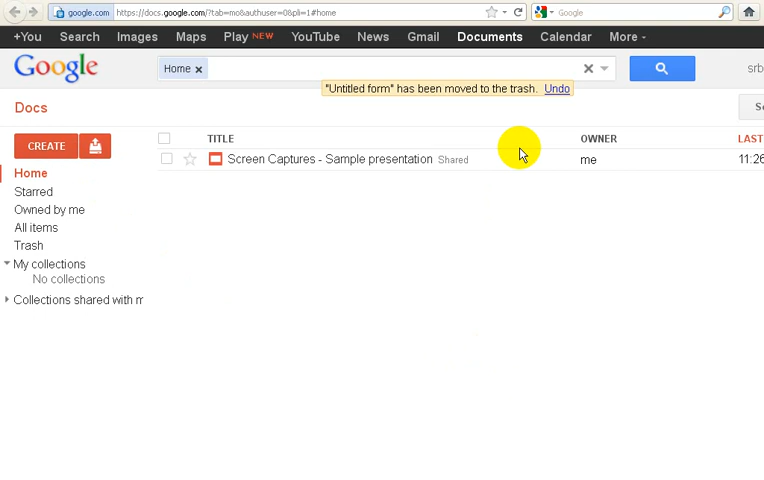 google.com https://docs.google.com/?tab=mo&authuser=0&pli=1#home Google
+You Search Images Maps Play NEW YouTube News Gmail Documents Calendar More
Google Home srb
"Untitled form" has been moved to the trash. Undo
Docs Se
TITLE OWNER LAST
CREATE
Screen Captures - Sample presentation Shared me 11:26
Home
Starred
Owned by me
All items
Trash
My collections
No collections
Collections shared with m